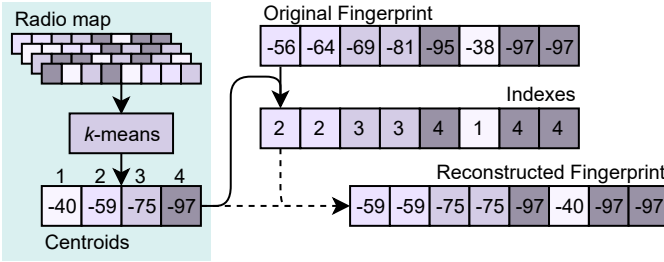 Radio map
k-means
1 2 3 4
-40 -59 -75 -97
Centroids
Original Fingerprint
-56 -64 -69 -81 -95 -38 -97 -97
Indexes
2 2 3 3 4 1 4 4
Reconstructed Fingerprint
-59 -59 -75 -75 -97 -40 -97 -97